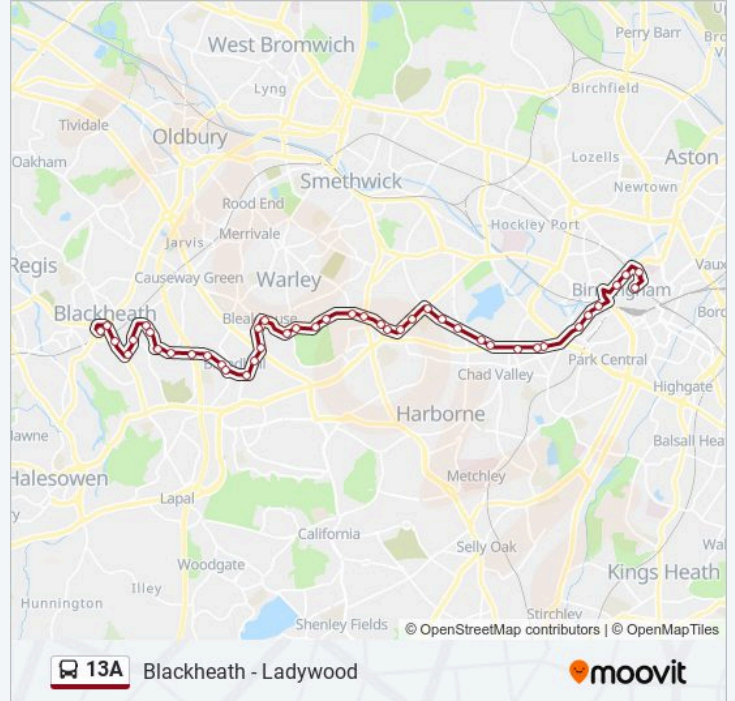 Perry Barr
West Bromwich
Lyng
Birchfield
Tividale
Oldbury
Lozells
Aston
Oakham
Smethwick
Newtown
Rood End
Hockley Port
Merrivale
Jarvis
Regis
Causeway Green
Warley
Vaux
Birmingham
Blackheath
Park Central
Chad Valley
Highgate
Harborne
Balsall Hea
Halesowen
Metchley
Lapal
California
Selly Oak
Woodgate
Kings Heath
Illey
Hunnington
Stirchley
Shenley Fields
© OpenStreetMap contributors | © OpenMapTiles
13A Blackheath - Ladywood
moovit